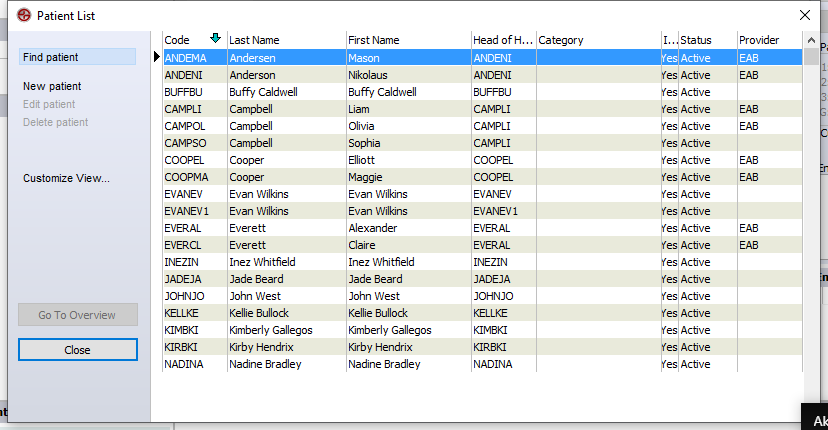 Patient List
Find patient
New patient
Edit patient
Delete patient
Customize View...
Go To Overview
Close
Code Last Name First Name Head of H... Category I... Status Provider
ANDEMA Andersen Mason ANDENI Yes Active EAB
ANDENI Anderson Nikolaus ANDENI Yes Active EAB
BUFFBU Buffy Caldwell Buffy Caldwell BUFFBU Yes Active
CAMPLI Campbell Liam CAMPLI Yes Active EAB
CAMPOL Campbell Olivia CAMPLI Yes Active EAB
CAMPSO Campbell Sophia CAMPLI Yes Active
COOPEL Cooper Elliott COOPEL Yes Active EAB
COOPMA Cooper Maggie COOPEL Yes Active EAB
EVANEV Evan Wilkins Evan Wilkins EVANEV Yes Active
EVANEV1 Evan Wilkins Evan Wilkins EVANEV1 Yes Active
EVERAL Everett Alexander EVERAL Yes Active EAB
EVERCL Everett Claire EVERAL Yes Active EAB
INEZIN Inez Whitfield Inez Whitfield INEZIN Yes Active
JADEJA Jade Beard Jade Beard JADEJA Yes Active
JOHNJO John West John West JOHNJO Yes Active
KELLKE Kellie Bullock Kellie Bullock KELLKE Yes Active
KIMBKI Kimberly Gallegos Kimberly Gallegos KIMBKI Yes Active
KIRBKI Kirby Hendrix Kirby Hendrix KIRBKI Yes Active
NADINA Nadine Bradley Nadine Bradley NADINA Yes Active
Ak